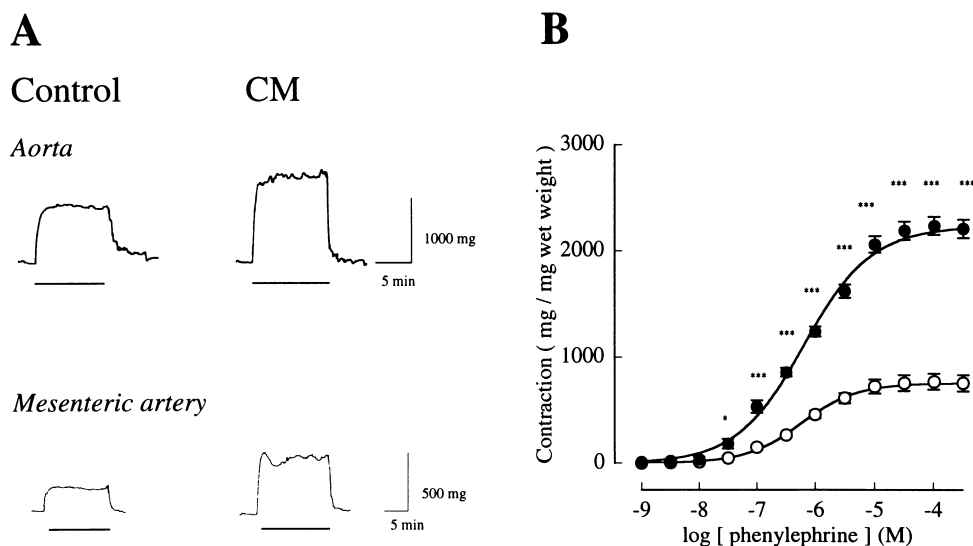 A
Control CM
Aorta
1000 mg
5 min
Mesenteric artery
500 mg
5 min
B
Contraction ( mg / mg wet weight )
3000
2000
1000
0
* *** *** *** *** *** *** *** ***
-9 -8 -7 -6 -5 -4
log [ phenylephrine ] (M)